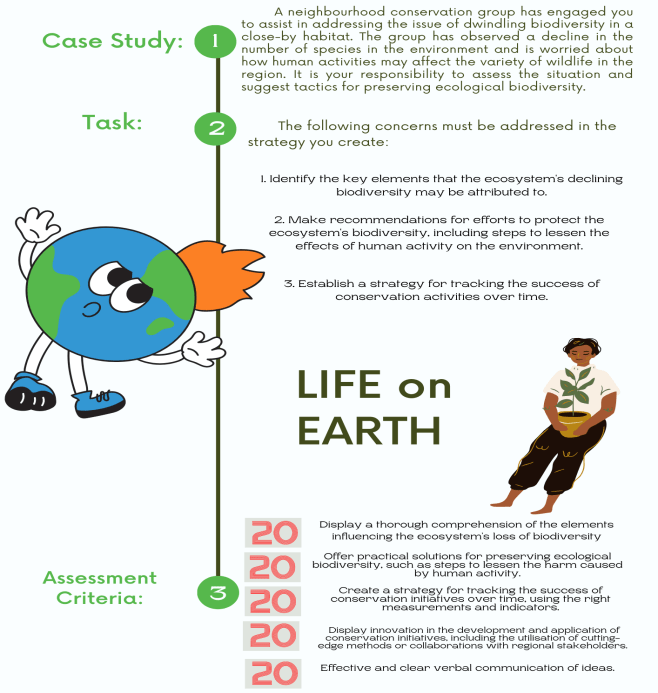 Case Study:
1
A neighbourhood conservation group has engaged you
to assist in addressing the issue of dwindling biodiversity in a
close-by habitat. The group has observed a decline in the
number of species in the environment and is worried about
how human activities may affect the variety of wildlife in the
region. It is your responsibility to assess the situation and
suggest tactics for preserving ecological biodiversity.
Task:
2
The following concerns must be addressed in the
strategy you create:
1. Identify the key elements that the ecosystem's declining
biodiversity may be attributed to.
2. Make recommendations for efforts to protect the
ecosystem's biodiversity, including steps to lessen the
effects of human activity on the environment.
3. Establish a strategy for tracking the success of
conservation activities over time.
LIFE on
EARTH
Assessment
Criteria:
3
20
Display a thorough comprehension of the elements
influencing the ecosystem's loss of biodiversity
20
Offer practical solutions for preserving ecological
biodiversity, such as steps to lessen the harm caused
by human activity.
20
Create a strategy for tracking the success of
conservation initiatives over time, using the right
measurements and indicators.
20
Display innovation in the development and application of
conservation initiatives, including the utilisation of cutting-
edge methods or collaborations with regional stakeholders.
20
Effective and clear verbal communication of ideas.